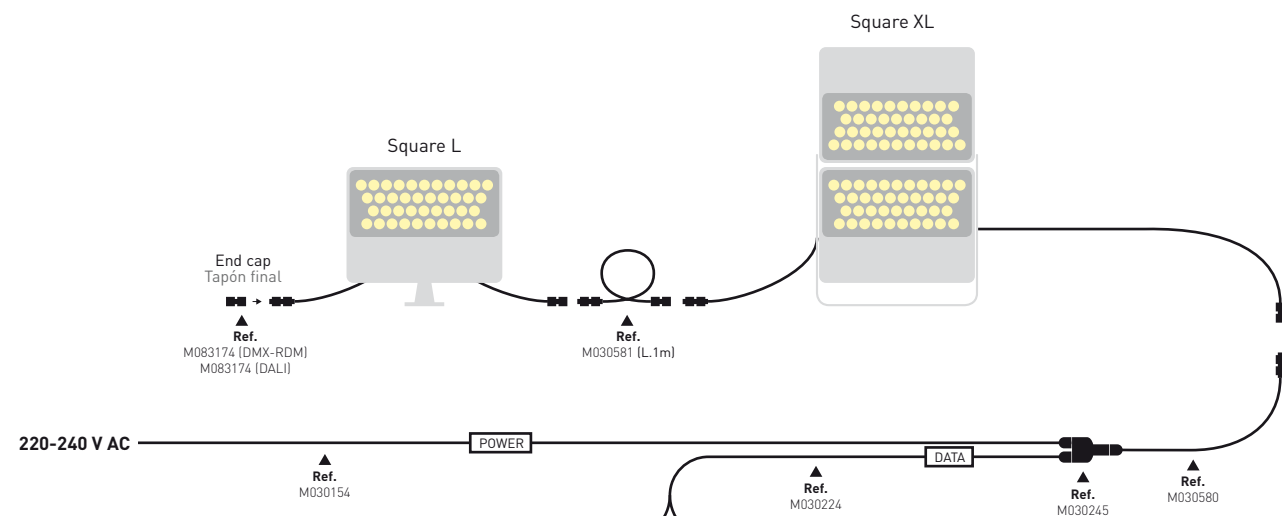 Square XL
Square L
End cap
Tapón final
Ref.
M083174 (DMX-RDM)
M083174 (DALI)
Ref.
M030581 (L.1m)
220-240 V AC
POWER
DATA
Ref.
M030154
Ref.
M030224
Ref.
M030245
Ref.
M030580